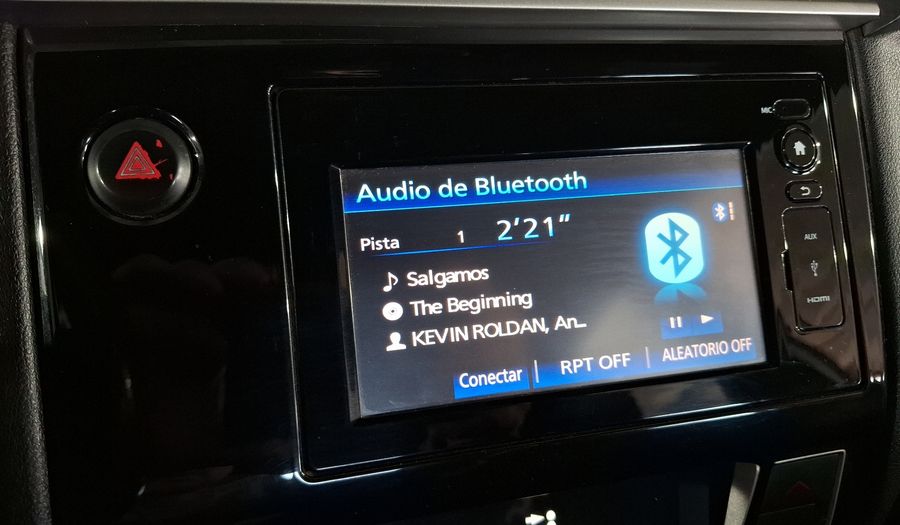 MIC
Audio de Bluetooth
Pista 1 2'21"
Salgamos
The Beginning
KEVIN ROLDAN, An...
Conectar RPT OFF ALEATORIO OFF
AUX
HDMI